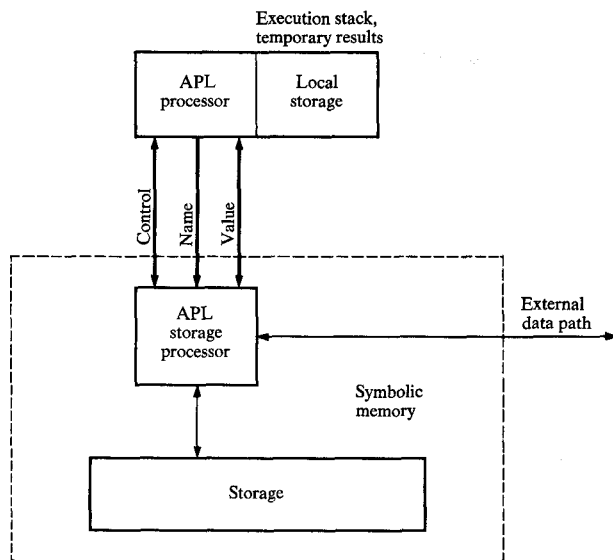 Execution stack,
temporary results
APL
processor
Local
storage
Control
Name
Value
APL
storage
processor
External
data path
Symbolic
memory
Storage